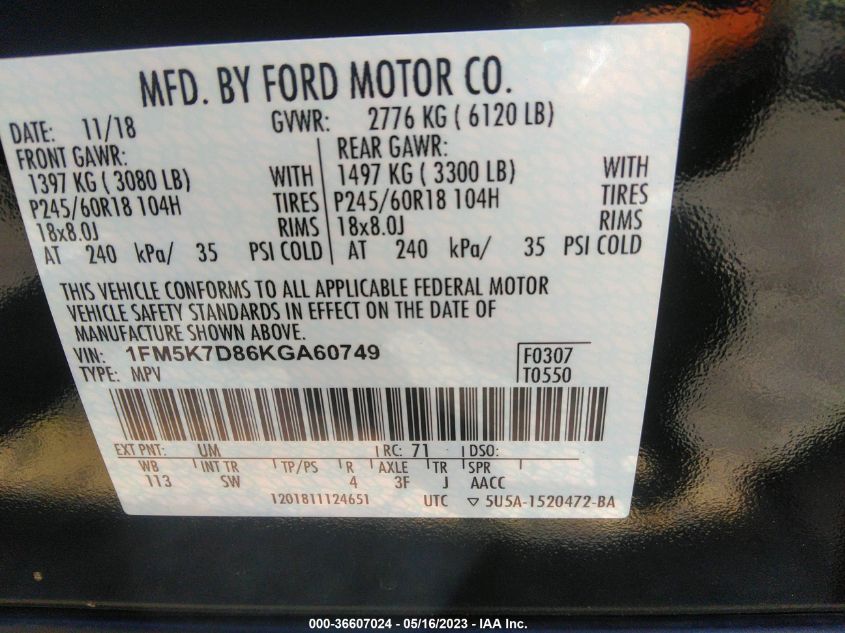 MFD. BY FORD MOTOR CO.
DATE: 11/18 GVWR: 2776 KG ( 6120 LB)
FRONT GAWR: REAR GAWR:
1397 KG ( 3080 LB) WITH 1497 KG ( 3300 LB) WITH
P245/60R18 104H TIRES P245/60R18 104H TIRES
18x8.0J RIMS 18x8.0J RIMS
AT 240 kPa/ 35 PSI COLD AT 240 kPa/ 35 PSI COLD
THIS VEHICLE CONFORMS TO ALL APPLICABLE FEDERAL MOTOR
VEHICLE SAFETY STANDARDS IN EFFECT ON THE DATE OF
MANUFACTURE SHOWN ABOVE.
VIN: 1FM5K7D86KGA60749 F0307
TYPE: MPV T0550
EXT PNT: UM RC: 71 DSO:
WB INT TR TP/PS R AXLE TR SPR
113 SW 4 3F J AACC
1201811124651 UTC ▽ 5U5A-1520472-BA
000-36607024 - 05/16/2023 - IAA Inc.